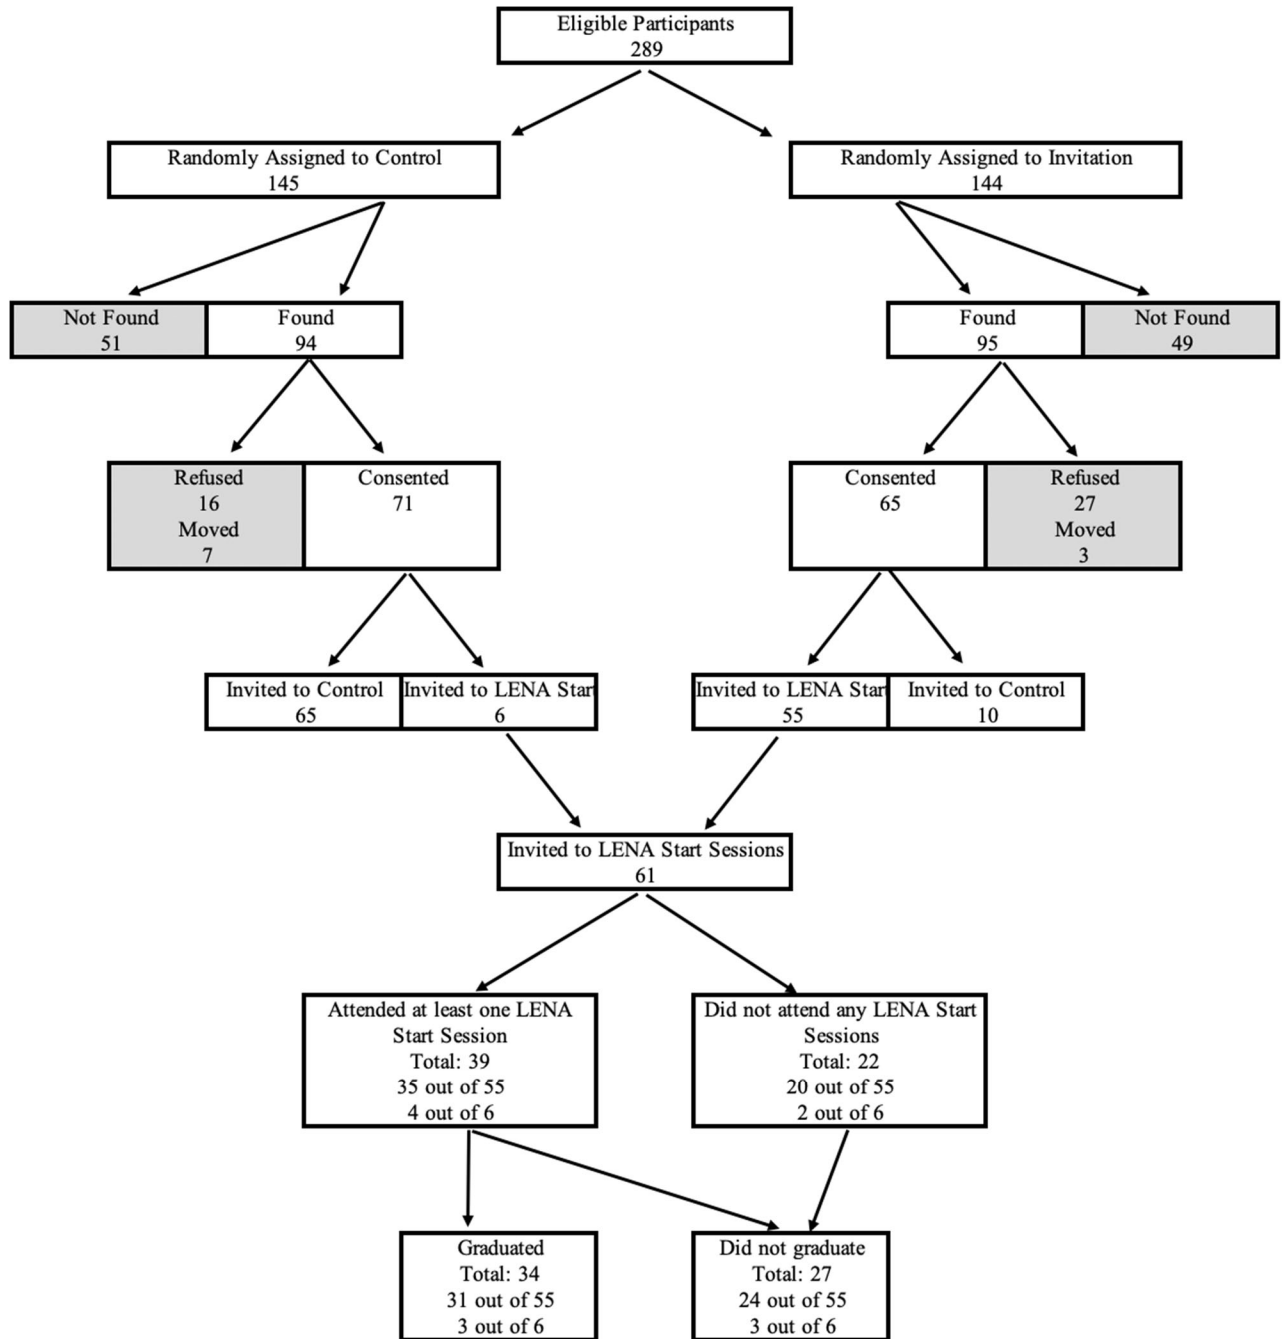 Eligible Participants
289
Randomly Assigned to Control
145
Randomly Assigned to Invitation
144
Not Found
51
Found
94
Found
95
Not Found
49
Refused
16
Moved
7
Consented
71
Consented
65
Refused
27
Moved
3
Invited to Control
65
Invited to LENA Start
6
Invited to LENA Start
55
Invited to Control
10
Invited to LENA Start Sessions
61
Attended at least one LENA
Start Session
Total: 39
35 out of 55
4 out of 6
Did not attend any LENA Start
Sessions
Total: 22
20 out of 55
2 out of 6
Graduated
Total: 34
31 out of 55
3 out of 6
Did not graduate
Total: 27
24 out of 55
3 out of 6